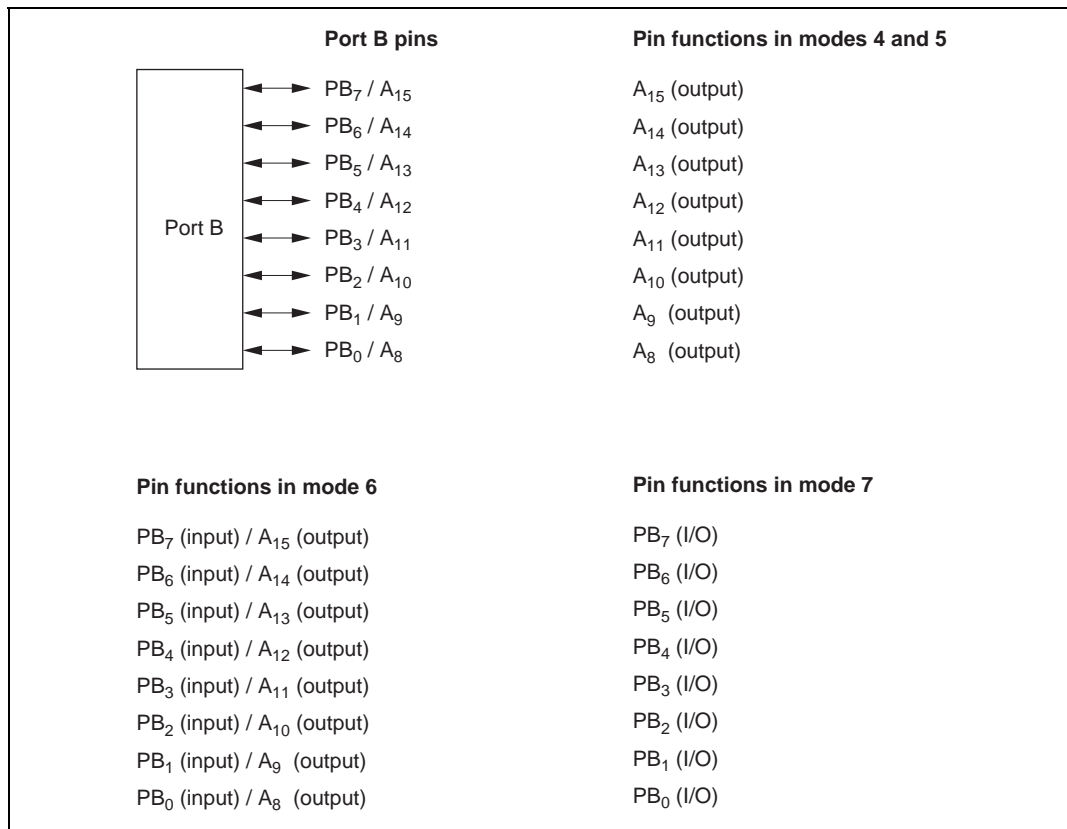 Port B pins Pin functions in modes 4 and 5
PB₇ / A₁₅ A₁₅ (output)
PB₆ / A₁₄ A₁₄ (output)
PB₅ / A₁₃ A₁₃ (output)
PB₄ / A₁₂ A₁₂ (output)
Port B
PB₃ / A₁₁ A₁₁ (output)
PB₂ / A₁₀ A₁₀ (output)
PB₁ / A₉ A₉ (output)
PB₀ / A₈ A₈ (output)
Pin functions in mode 6 Pin functions in mode 7
PB₇ (input) / A₁₅ (output) PB₇ (I/O)
PB₆ (input) / A₁₄ (output) PB₆ (I/O)
PB₅ (input) / A₁₃ (output) PB₅ (I/O)
PB₄ (input) / A₁₂ (output) PB₄ (I/O)
PB₃ (input) / A₁₁ (output) PB₃ (I/O)
PB₂ (input) / A₁₀ (output) PB₂ (I/O)
PB₁ (input) / A₉ (output) PB₁ (I/O)
PB₀ (input) / A₈ (output) PB₀ (I/O)